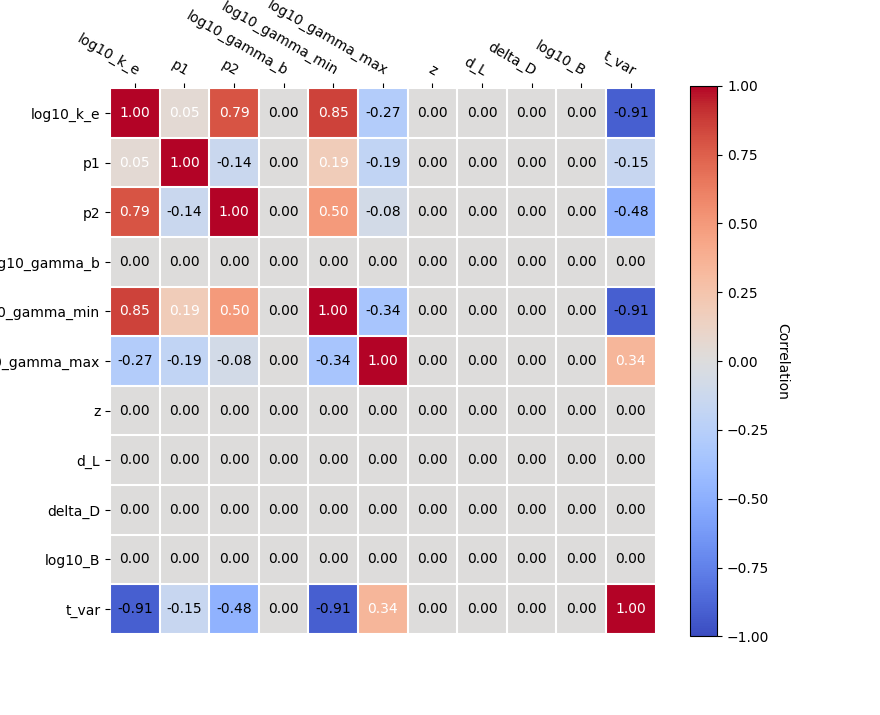 log10_k_e p1 p2 log10_gamma_b log10_gamma_min log10_gamma_max z d_L delta_D log10_B t_var
log10_k_e 1.00 0.05 0.79 0.00 0.85 -0.27 0.00 0.00 0.00 0.00 -0.91
p1 0.05 1.00 -0.14 0.00 0.19 -0.19 0.00 0.00 0.00 0.00 -0.15
p2 0.79 -0.14 1.00 0.00 0.50 -0.08 0.00 0.00 0.00 0.00 -0.48
g10_gamma_b 0.00 0.00 0.00 0.00 0.00 0.00 0.00 0.00 0.00 0.00 0.00
0_gamma_min 0.85 0.19 0.50 0.00 1.00 -0.34 0.00 0.00 0.00 0.00 -0.91
_gamma_max -0.27 -0.19 -0.08 0.00 -0.34 1.00 0.00 0.00 0.00 0.00 0.34
z 0.00 0.00 0.00 0.00 0.00 0.00 0.00 0.00 0.00 0.00 0.00
d_L 0.00 0.00 0.00 0.00 0.00 0.00 0.00 0.00 0.00 0.00 0.00
delta_D 0.00 0.00 0.00 0.00 0.00 0.00 0.00 0.00 0.00 0.00 0.00
log10_B 0.00 0.00 0.00 0.00 0.00 0.00 0.00 0.00 0.00 0.00 0.00
t_var -0.91 -0.15 -0.48 0.00 -0.91 0.34 0.00 0.00 0.00 0.00 1.00
1.00
0.75
0.50
0.25
0.00
−0.25
−0.50
−0.75
−1.00
Correlation